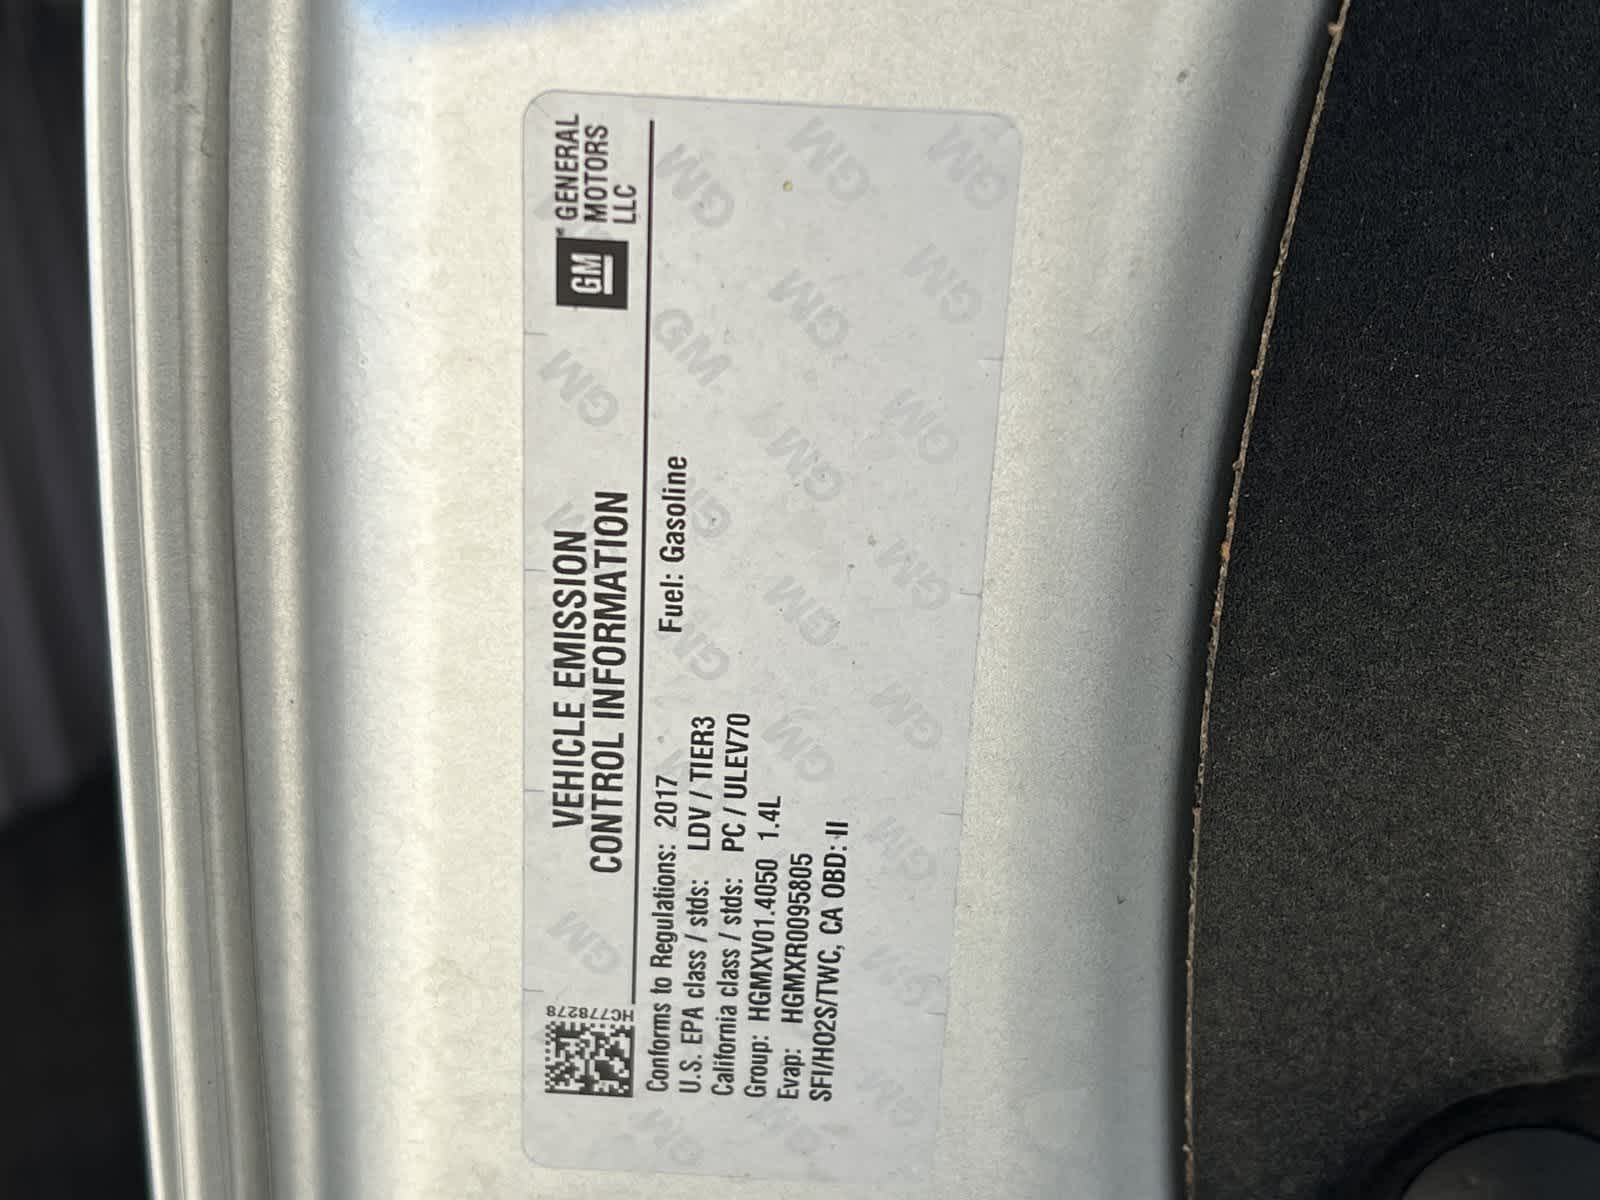 VEHICLE EMISSION
CONTROL INFORMATION
GM
GENERAL
MOTORS
LLC
HC778278
Conforms to Regulations: 2017
Fuel: Gasoline
U.S. EPA class / stds: LDV / TIER3
California class / stds: PC / ULEV70
Group: HGMXV01.4050 1.4L
Evap: HGMXR0095805
SFI/HO2S/TWC, CA OBD: II